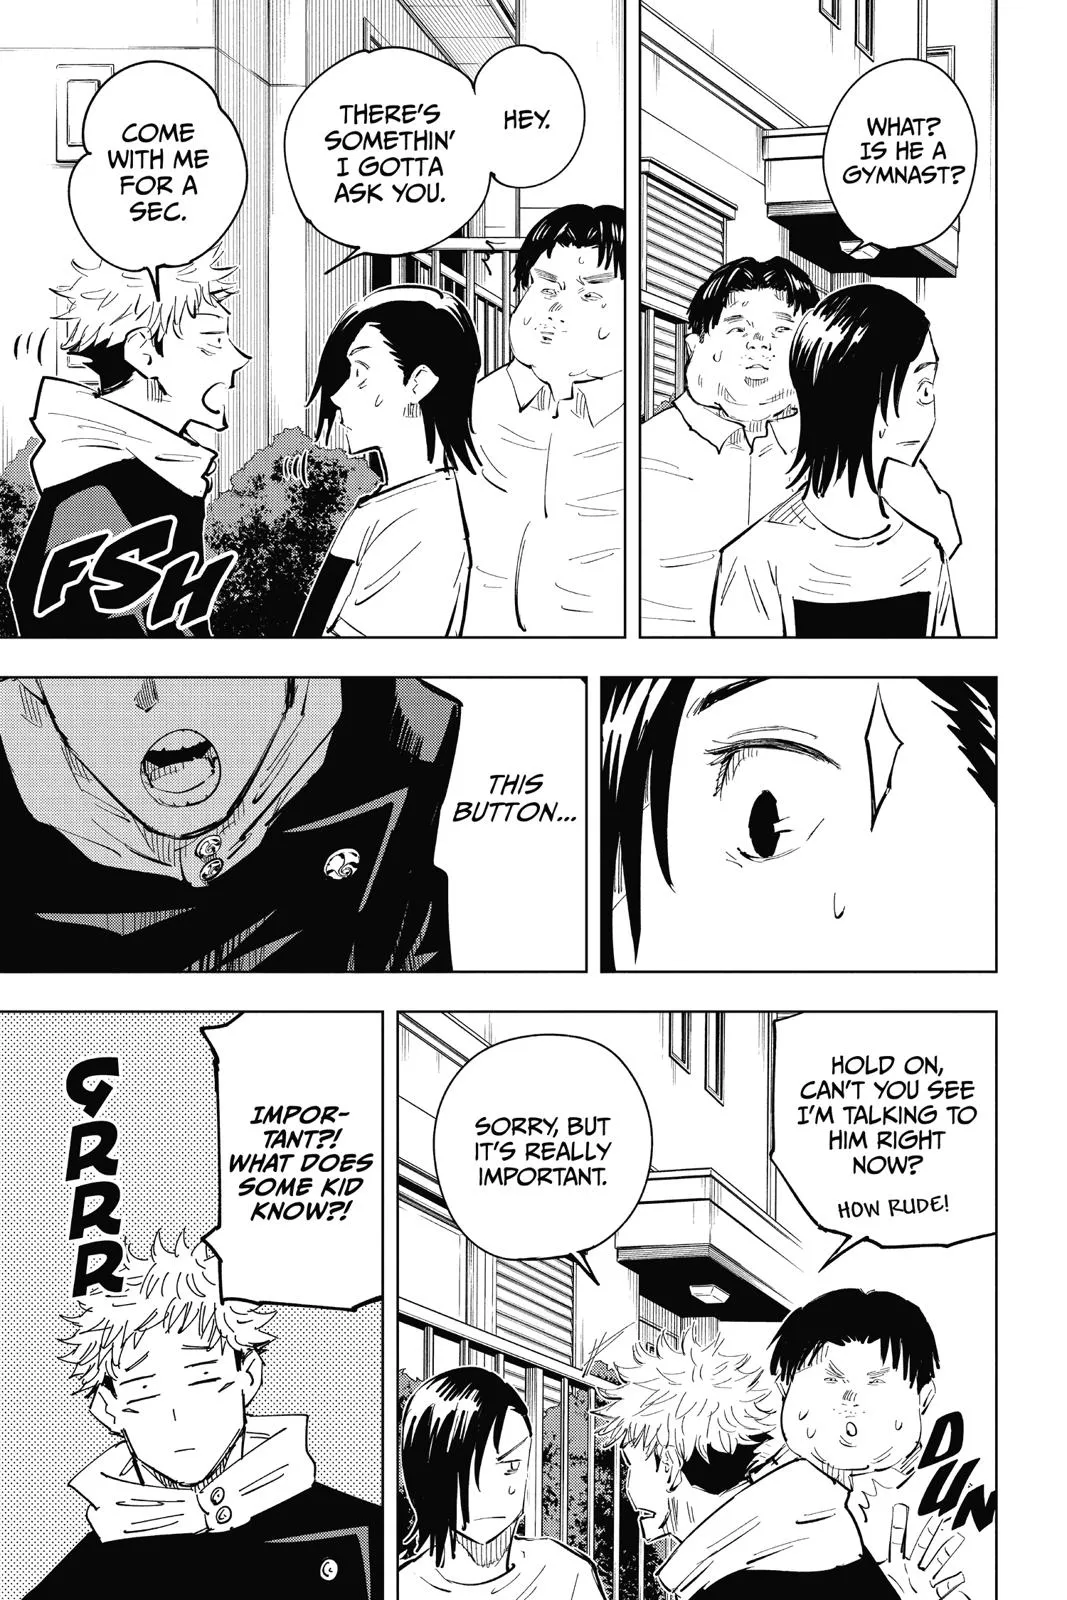 WHAT?
IS HE A
GYMNAST?
HEY.
THERE'S
SOMETHIN'
I GOTTA
ASK YOU.
COME
WITH ME
FOR A
SEC.
FSH
THIS
BUTTON...
HOLD ON,
CAN'T YOU SEE
I'M TALKING TO
HIM RIGHT
NOW?
HOW RUDE!
DUN
SORRY, BUT
IT'S REALLY
IMPORTANT.
IMPOR-
TANT?!
WHAT DOES
SOME KID
KNOW?!
GRRR